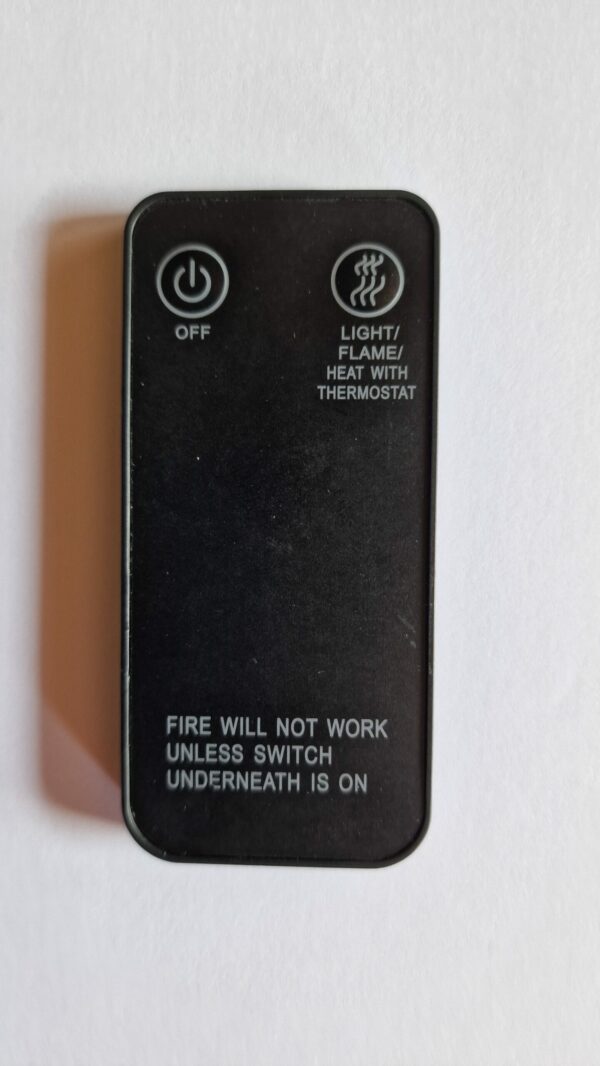 OFF
LIGHT/
FLAME/
HEAT WITH
THERMOSTAT
FIRE WILL NOT WORK
UNLESS SWITCH
UNDERNEATH IS ON